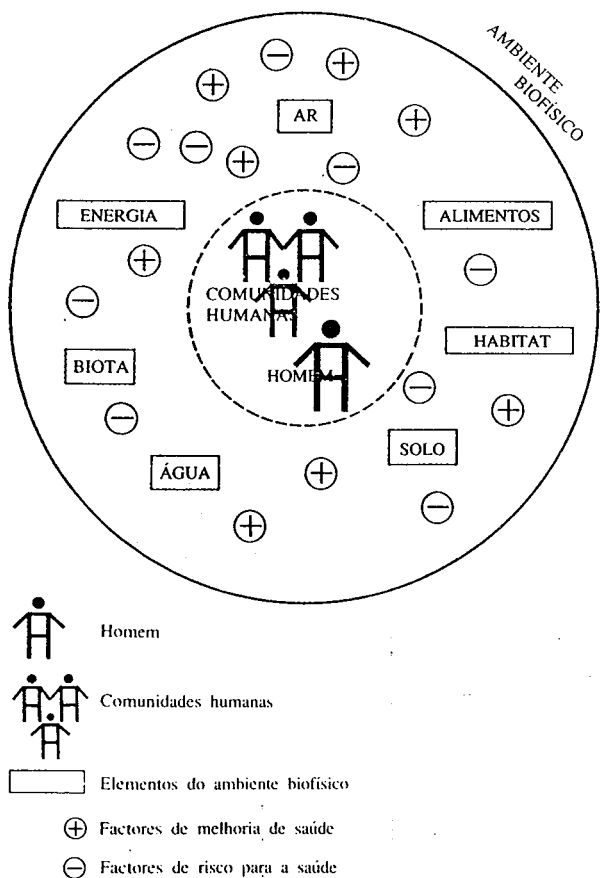 AMBIENTE
BIOFÍSICO
AR
ENERGIA
ALIMENTOS
COMUNIDADES
HUMANAS
HABITAT
BIOTA
HOMEM
SOLO
ÁGUA
Homem
Comunidades humanas
Elementos do ambiente biofísico
Factores de melhoria de saúde
Factores de risco para a saúde